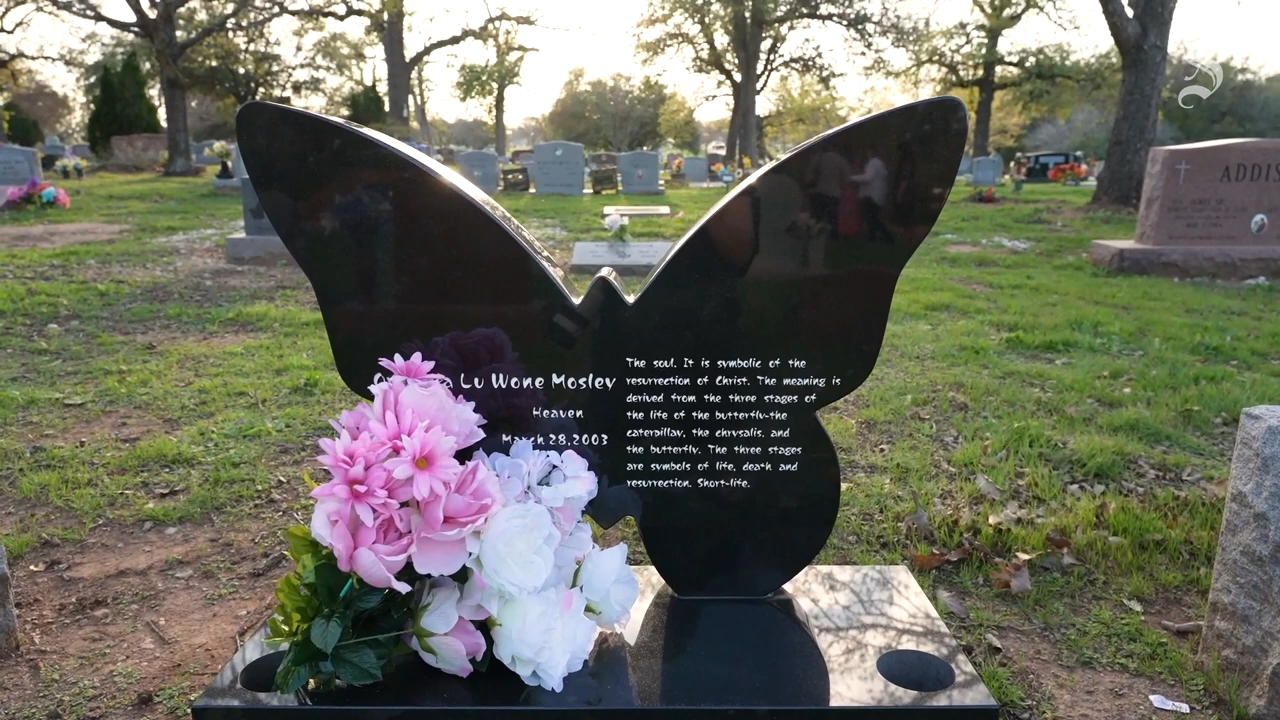 Lu Wone Mosley
Heaven
March 28,2003
The soul. It is symbolic of the
resurrection of Christ. The meaning is
derived from the three stages of
the life of the butterfly-the
caterpillay, the chrysalis, and
the butterfly. The three stages
are symbols of life, death and
resurrection. Short-life.
ADDIS